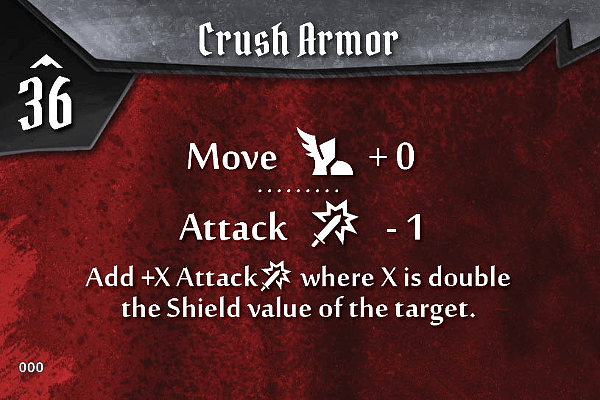 Crush Armor
36
Move + 0
Attack - 1
Add +X Attack where X is double
the Shield value of the target.
000